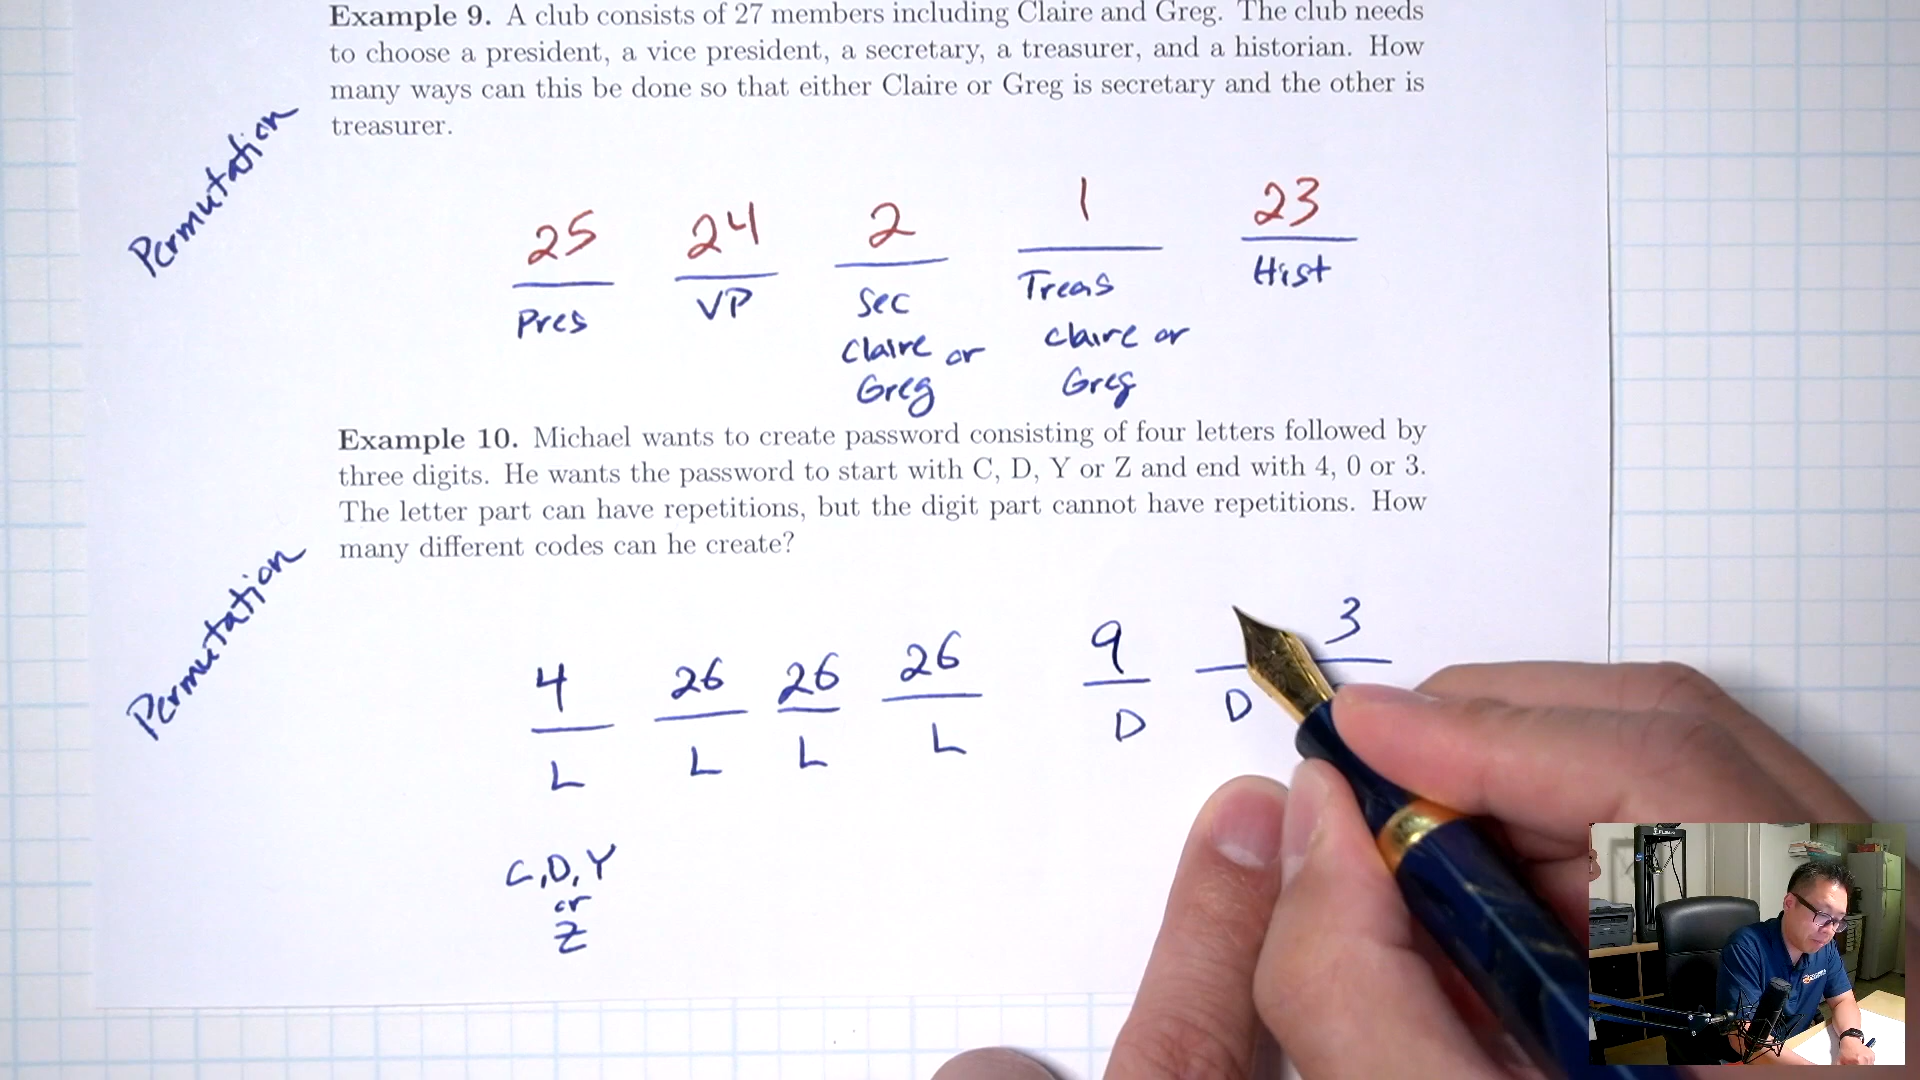 Example 9. A club consists of 27 members including Claire and Greg. The club needs
to choose a president, a vice president, a secretary, a treasurer, and a historian. How
many ways can this be done so that either Claire or Greg is secretary and the other is
treasurer.
Permutation
25 24 2 1 23
Pres VP Sec Treas Hist
Claire or claire or
Greg Greg
Example 10. Michael wants to create password consisting of four letters followed by
three digits. He wants the password to start with C, D, Y or Z and end with 4, 0 or 3.
The letter part can have repetitions, but the digit part cannot have repetitions. How
many different codes can he create?
Permutation
4 26 26 26 9 3
L L L L D D
C, D, Y
or
Z